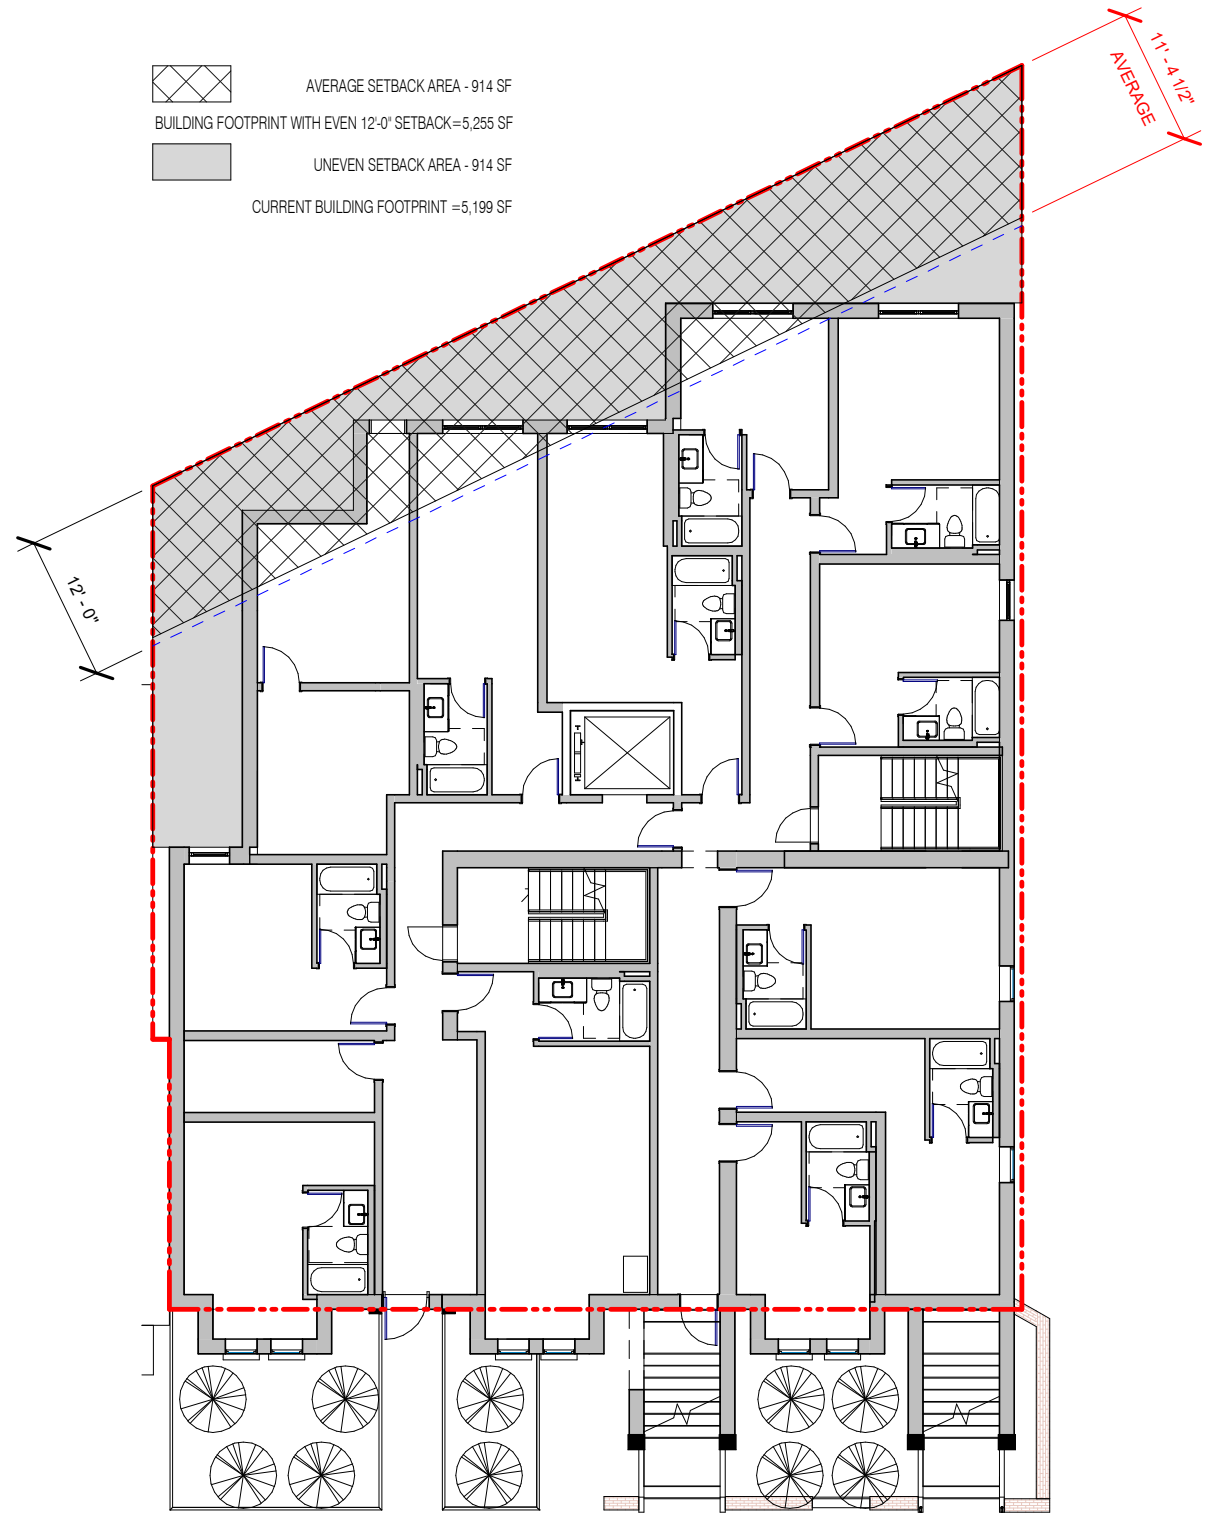 AVERAGE SETBACK AREA - 914 SF
BUILDING FOOTPRINT WITH EVEN 12'-0" SETBACK=5,255 SF
UNEVEN SETBACK AREA - 914 SF
CURRENT BUILDING FOOTPRINT =5,199 SF
11' - 4 1/2"
AVERAGE
12' - 0"